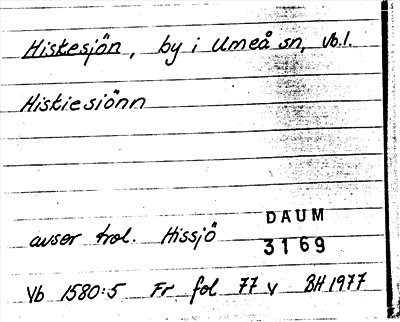 Hiskesjön, by i Umeå sn, Vb.l.
Hiskiesiönn
DAUM
avser trol. Hissjö
3169
Vb 1580:5 Fr fol 77 v BH 1977